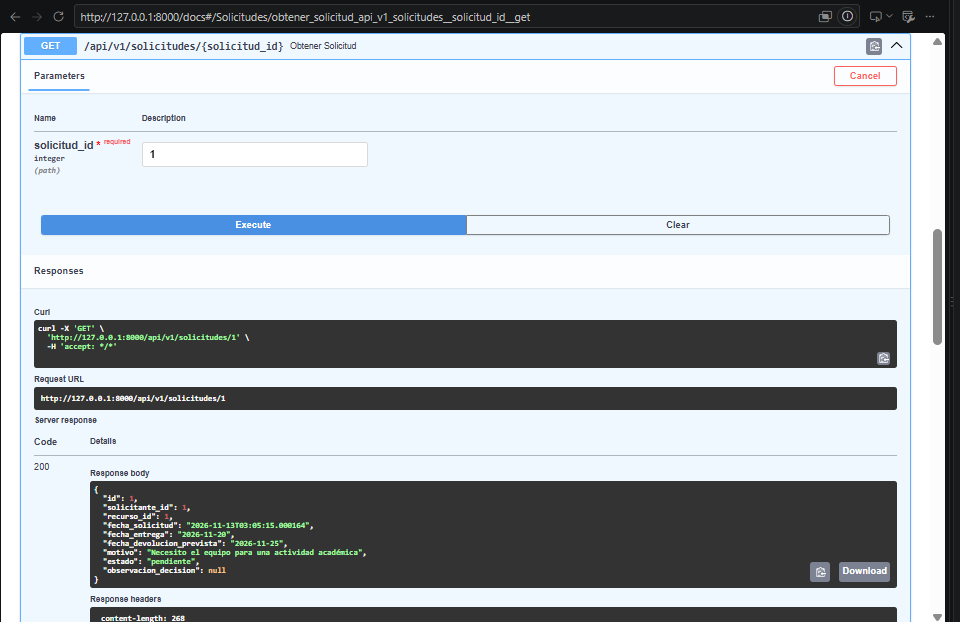 http://127.0.0.1:8000/docs#/Solicitudes/obtener_solicitud_api_v1_solicitudes__solicitud_id__get
GET /api/v1/solicitudes/{solicitud_id} Obtener Solicitud
Parameters Cancel
Name Description
solicitud_id * required
integer
(path)
1
Execute Clear
Responses
Curl
curl -X 'GET' \
  'http://127.0.0.1:8000/api/v1/solicitudes/1' \
  -H 'accept: */*'
Request URL
http://127.0.0.1:8000/api/v1/solicitudes/1
Server response
Code Details
200
Response body
{
  "id": 1,
  "solicitante_id": 1,
  "recurso_id": 1,
  "fecha_solicitud": "2026-11-13T03:05:15.000164",
  "fecha_entrega": "2026-11-20",
  "fecha_devolucion_prevista": "2026-11-25",
  "motivo": "Necesito el equipo para una actividad académica",
  "estado": "pendiente",
  "observacion_decision": null
}
Download
Response headers
content-length: 268